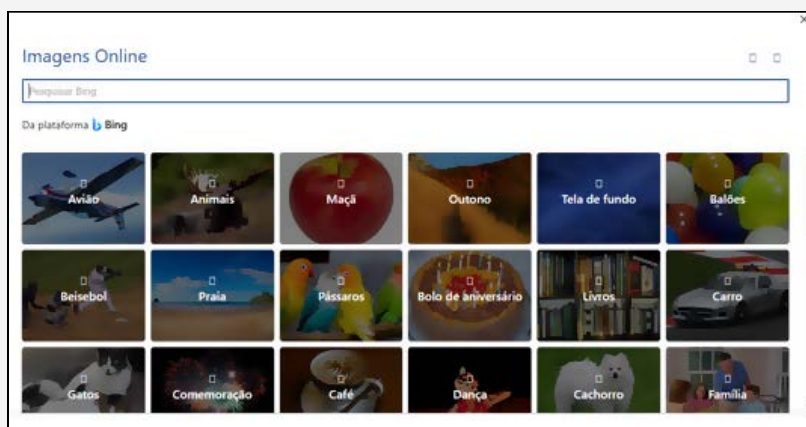 Imagens Online
Pesquisar Bing
Da plataforma Bing
Avião Animais Maçã Outono Tela de fundo Balões
Beisebol Praia Pássaros Bolo de aniversário Livros Carro
Gatos Comemoração Café Dança Cachorro Família